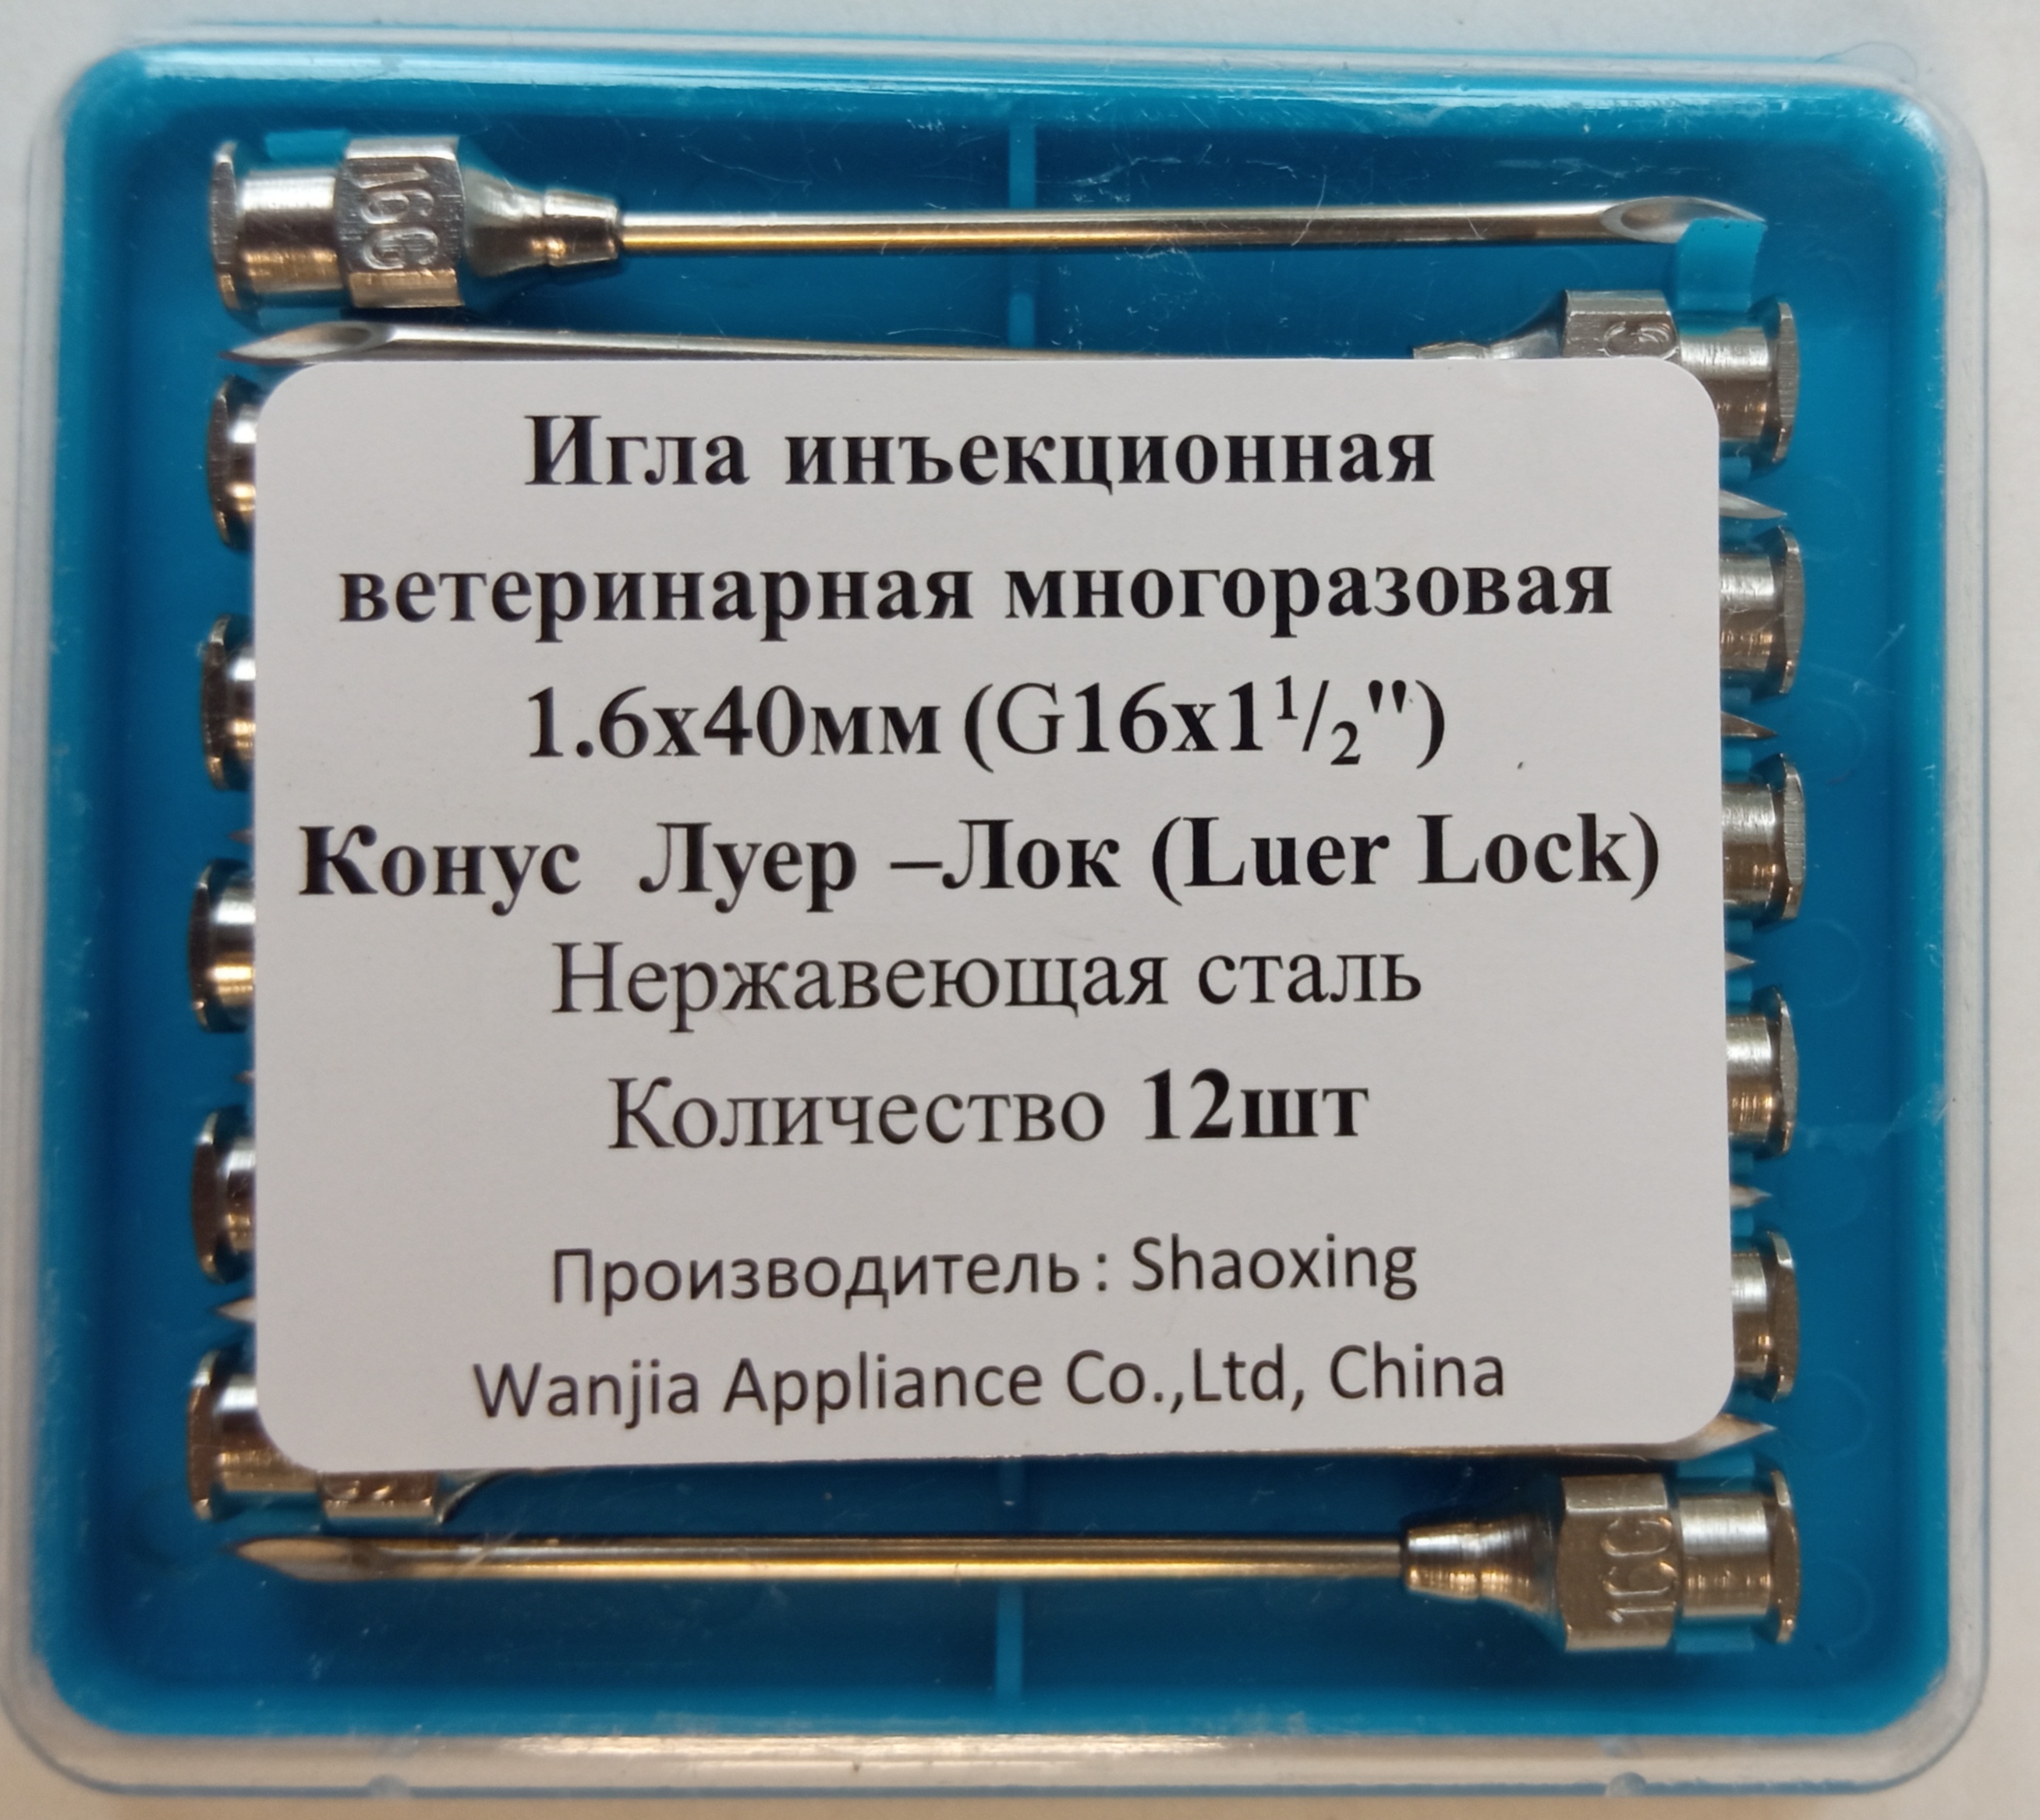 16G
G
Игла инъекционная
ветеринарная многоразовая
1.6х40мм (G16х1¹/₂")
Конус Луер –Лок (Luer Lock)
Нержавеющая сталь
Количество 12шт
Производитель: Shaoxing
Wanjia Appliance Co.,Ltd, China
16G